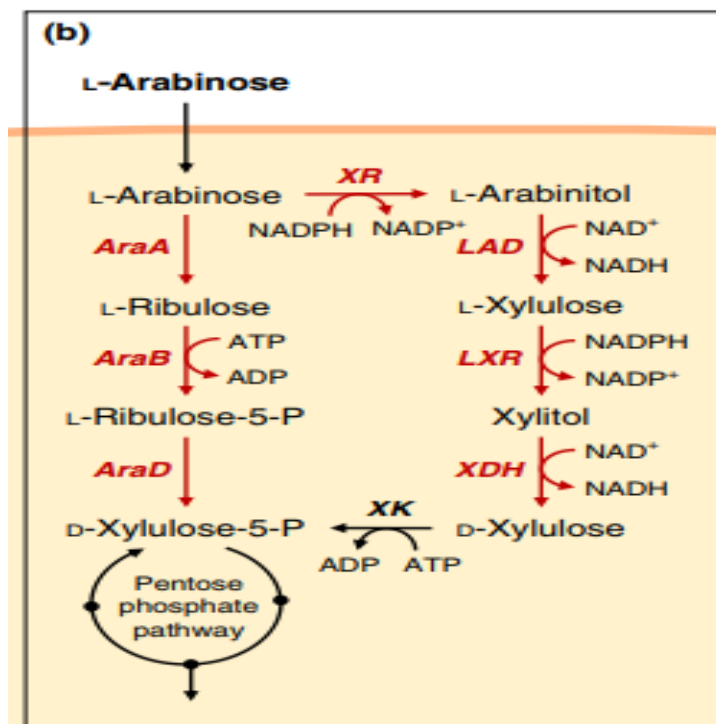 (b)
L-Arabinose
L-Arabinose
XR
L-Arabinitol
NADPH
NADP⁺
AraA
LAD
NAD⁺
NADH
L-Ribulose
L-Xylulose
AraB
ATP
ADP
LXR
NADPH
NADP⁺
L-Ribulose-5-P
Xylitol
AraD
XDH
NAD⁺
NADH
D-Xylulose-5-P
XK
D-Xylulose
ADP
ATP
Pentose
phosphate
pathway